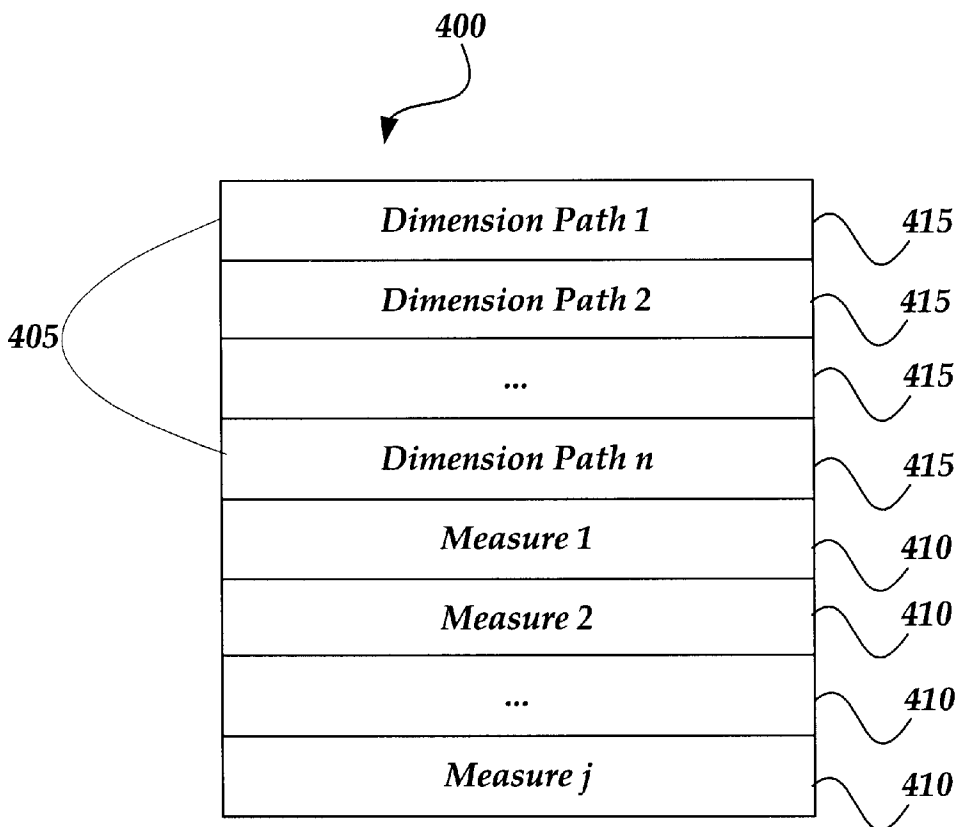 400
Dimension Path 1
415
Dimension Path 2
415
405
...
415
Dimension Path n
415
Measure 1
410
Measure 2
410
...
410
Measure j
410